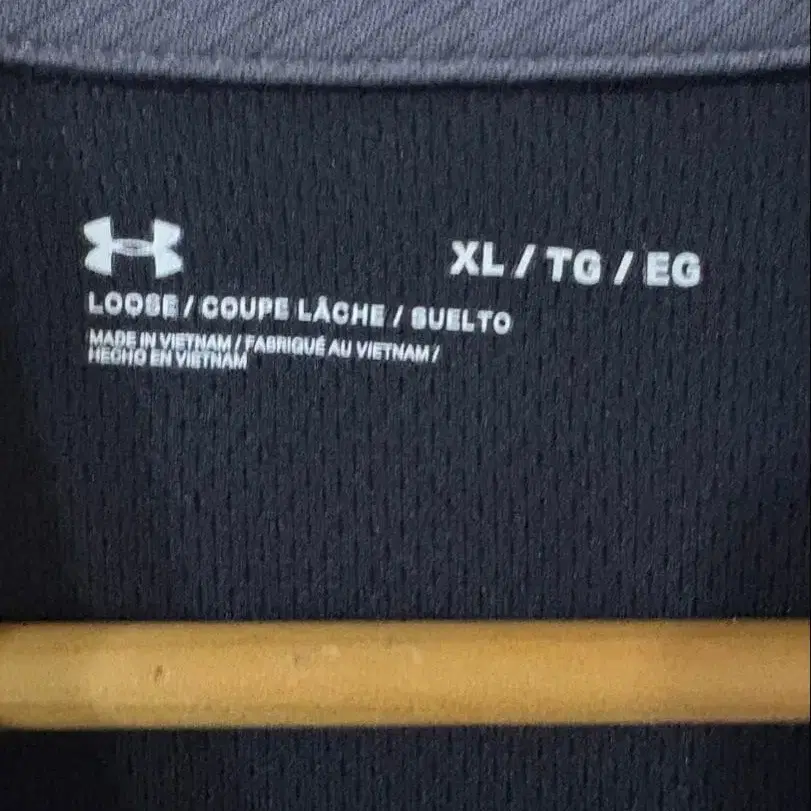 XL / TG / EG
LOOSE / COUPE LÂCHE / SUELTO
MADE IN VIETNAM / FABRIQUÉ AU VIETNAM /
HECHO EN VIETNAM